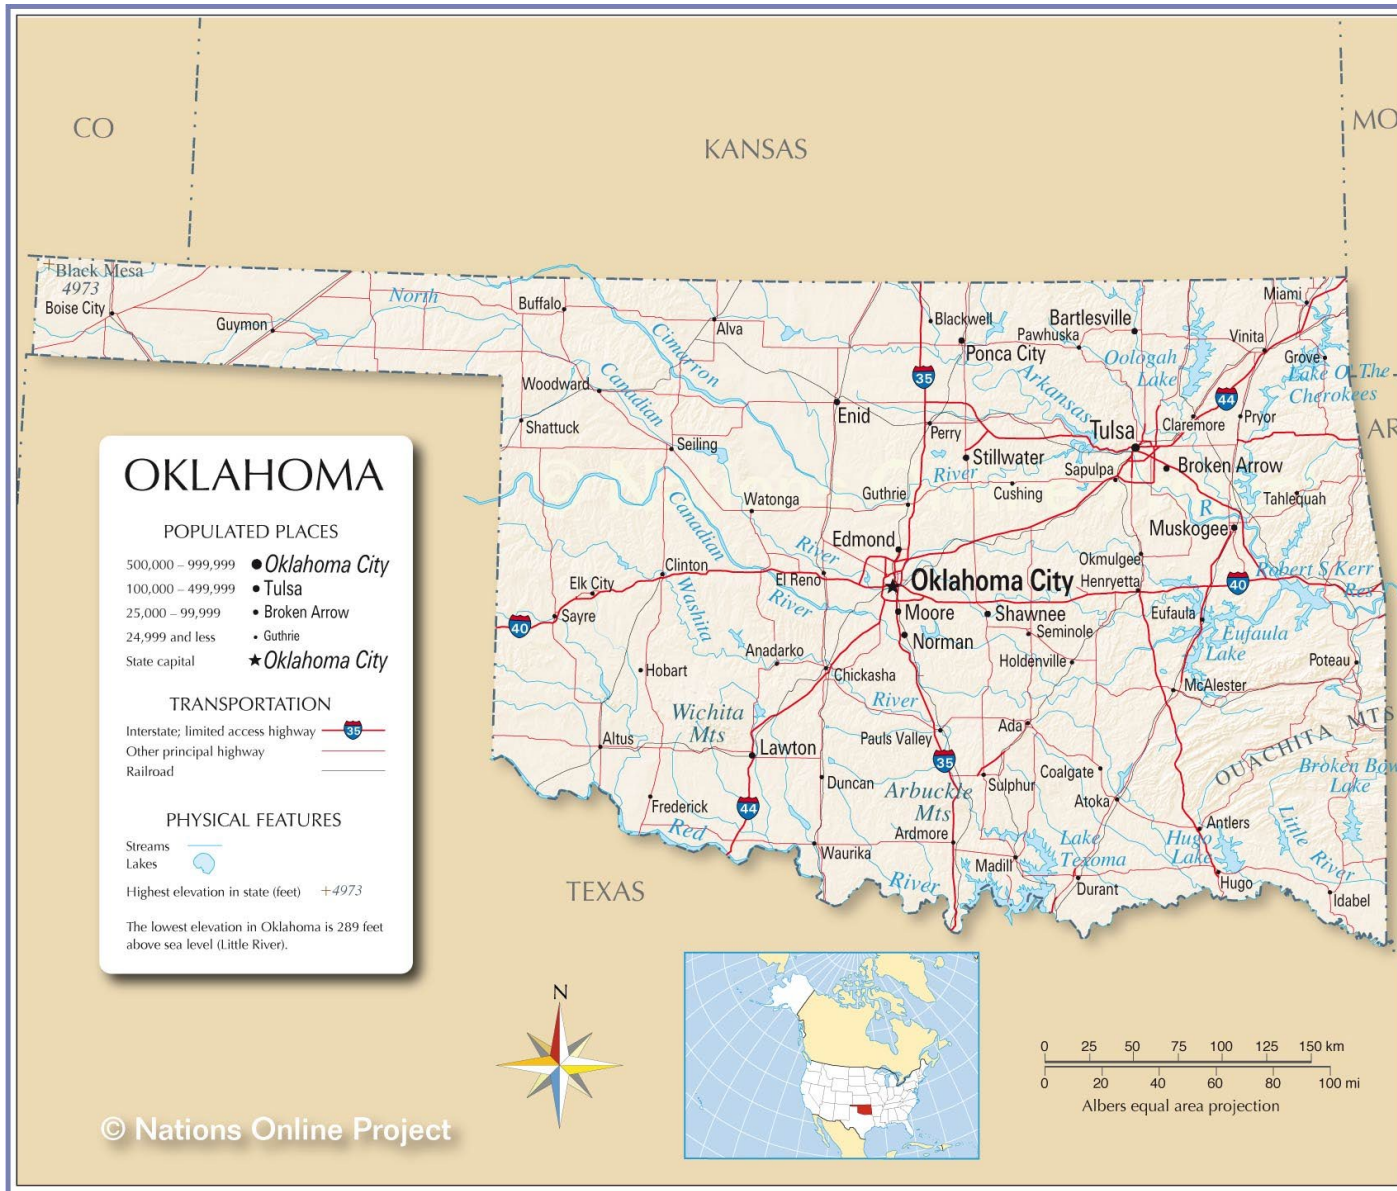 CO
KANSAS
MO
Black Mesa
4973
Boise City
Guymon
North
Buffalo
Alva
Cimarron
Blackwell
Bartlesville
Pawhuska
Ponca City
Oologah
Lake
Miami
Vinita
Grove
Lake O' The
Cherokees
35
44
Arkansas
Woodward
Canadian
Enid
Shattuck
Seiling
Perry
Tulsa
Claremore
Pryor
AR
Stillwater
River
Sapulpa
Broken Arrow
Cushing
Tahlequah
Watonga
Guthrie
Canadian
River
R
Muskogee
Edmond
Okmulgee
Clinton
El Reno
Oklahoma City
Henryetta
Robert S Kerr
Res
40
Elk City
Washita
River
Sayre
40
Moore
Shawnee
Eufaula
Norman
Seminole
Eufaula
Lake
Anadarko
Holdenville
Poteau
Hobart
Chickasha
McAlester
River
Wichita
Mts
Ada
OUACHITA MTS
Altus
Lawton
Pauls Valley
35
Duncan
Sulphur
Coalgate
Broken Bow
Lake
Arbuckle
Mts
Atoka
Frederick
44
Red
Ardmore
Lake
Texoma
Hugo
Lake
Antlers
Little River
Waurika
Madill
River
Durant
Hugo
Idabel
TEXAS
OKLAHOMA
POPULATED PLACES
500,000 – 999,999 Oklahoma City
100,000 – 499,999 Tulsa
25,000 – 99,999 Broken Arrow
24,999 and less Guthrie
State capital Oklahoma City
TRANSPORTATION
Interstate; limited access highway 35
Other principal highway
Railroad
PHYSICAL FEATURES
Streams
Lakes
Highest elevation in state (feet) +4973
The lowest elevation in Oklahoma is 289 feet
above sea level (Little River).
N
0 25 50 75 100 125 150 km
0 20 40 60 80 100 mi
Albers equal area projection
© Nations Online Project